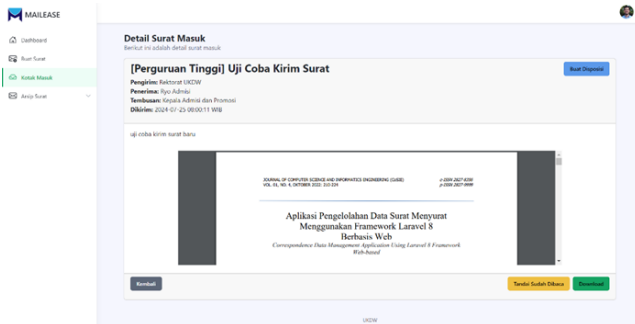 MAILEASE
Dashboard
Buat Surat
Kotak Masuk
Arsip Surat
Detail Surat Masuk
Berikut ini adalah detail surat masuk
[Perguruan Tinggi] Uji Coba Kirim Surat
Buat Disposisi
Pengirim: Rektorat UKDW
Penerima: Ryo Admisi
Tembusan: Kepala Admisi dan Promosi
Dikirim: 2024-07-25 08:00:11 WIB
uji coba kirim surat baru
JOURNAL OF COMPUTER SCIENCE AND INFORMATICS ENGINEERING (CoSIE)
VOL. 01, NO. 4, OKTOBER 2022: 210-224
Aplikasi Pengelolahan Data Surat Menyurat
Menggunakan Framework Laravel 8
Berbasis Web
Correspondence Data Management Application Using Laravel 8 Framework
Web-based
Kembali
Tandai Sudah Dibaca
Download
UKDW